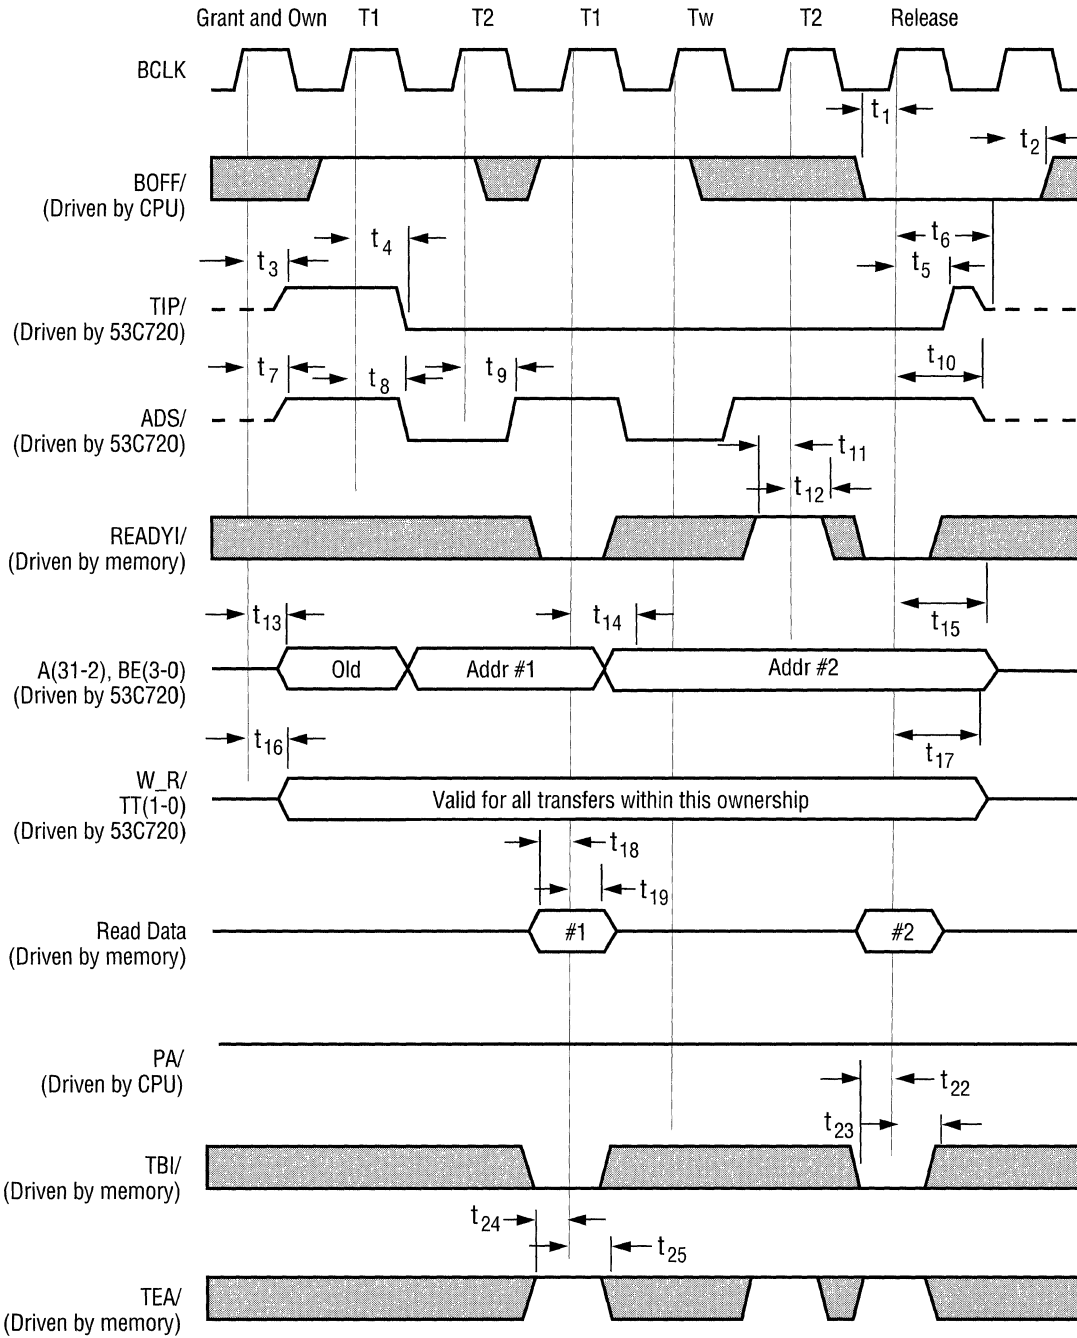 Grant and Own T1 T2 T1 Tw T2 Release
BCLK
t1
t2
BOFF/
(Driven by CPU)
t3
t4
t6
t5
TIP/
(Driven by 53C720)
t7
t8
t9
t10
ADS/
(Driven by 53C720)
t11
t12
READYI/
(Driven by memory)
t13
t14
t15
A(31-2), BE(3-0)
(Driven by 53C720)
Old
Addr #1
Addr #2
t16
t17
W_R/
TT(1-0)
(Driven by 53C720)
Valid for all transfers within this ownership
t18
t19
Read Data
(Driven by memory)
#1
#2
PA/
(Driven by CPU)
t22
t23
TBI/
(Driven by memory)
t24
t25
TEA/
(Driven by memory)